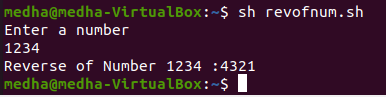 medha@medha-VirtualBox:~$ sh revofnum.sh
Enter a number
1234
Reverse of Number 1234 :4321
medha@medha-VirtualBox:~$